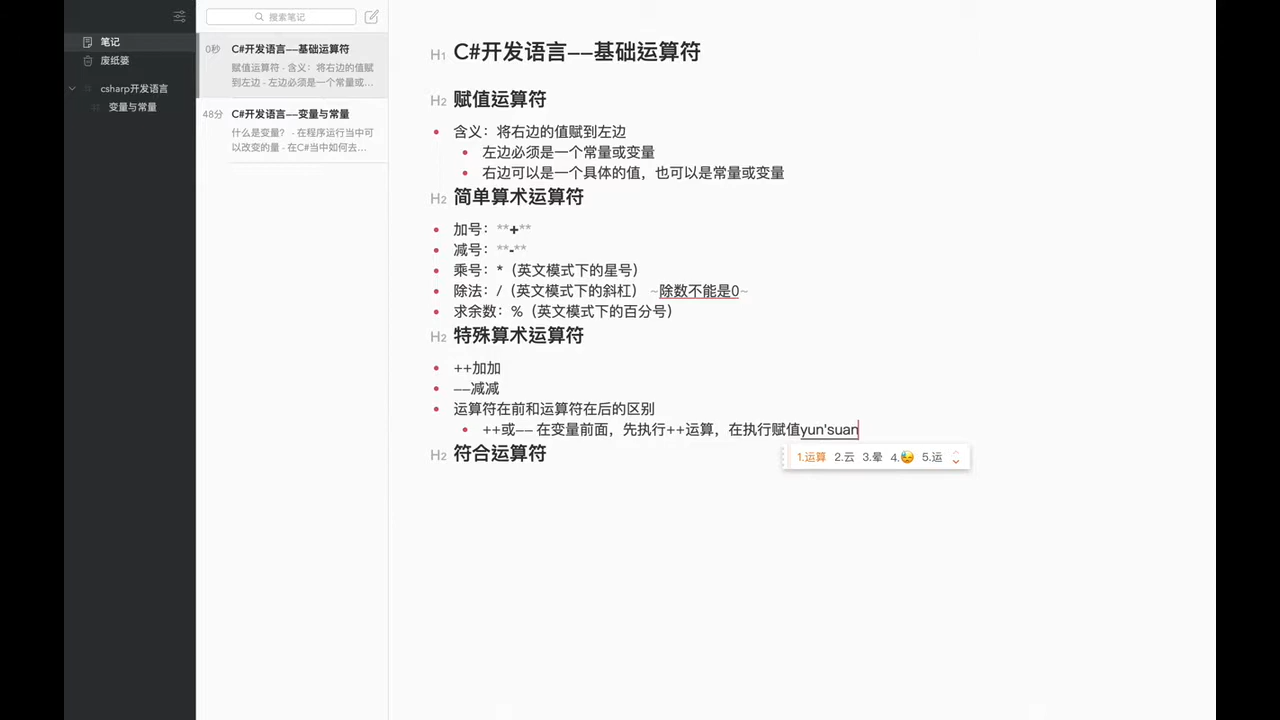 搜索笔记
笔记
废纸篓
csharp开发语言
变量与常量
0秒
C#开发语言——基础运算符
赋值运算符 - 含义：将右边的值赋
到左边 - 左边必须是一个常量或...
48分
C#开发语言——变量与常量
什么是变量？ - 在程序运行当中可
以改变的量 - 在C#当中如何去...
H1 C#开发语言——基础运算符
H2 赋值运算符
含义：将右边的值赋到左边
左边必须是一个常量或变量
右边可以是一个具体的值，也可以是常量或变量
H2 简单算术运算符
加号：**+**
减号：**-**
乘号：*（英文模式下的星号）
除法：/（英文模式下的斜杠） ~除数不能是0~
求余数：%（英文模式下的百分号）
H2 特殊算术运算符
++加加
——减减
运算符在前和运算符在后的区别
++或—— 在变量前面，先执行++运算，在执行赋值yun'suan
1.运算 2.云 3.晕 4.😓 5.运
H2 符合运算符